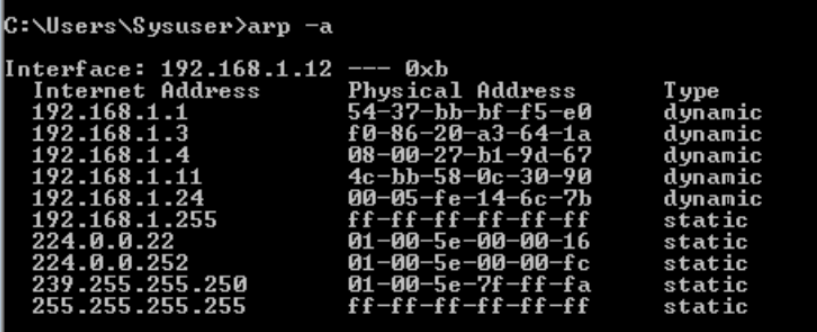 C:\Users\Sysuser>arp -a
Interface: 192.168.1.12 --- 0xb
Internet Address Physical Address Type
192.168.1.1 54-37-bb-bf-f5-e0 dynamic
192.168.1.3 f0-86-20-a3-64-1a dynamic
192.168.1.4 08-00-27-b1-9d-67 dynamic
192.168.1.11 4c-bb-58-0c-30-90 dynamic
192.168.1.24 00-05-fe-14-6c-7b dynamic
192.168.1.255 ff-ff-ff-ff-ff-ff static
224.0.0.22 01-00-5e-00-00-16 static
224.0.0.252 01-00-5e-00-00-fc static
239.255.255.250 01-00-5e-7f-ff-fa static
255.255.255.255 ff-ff-ff-ff-ff-ff static